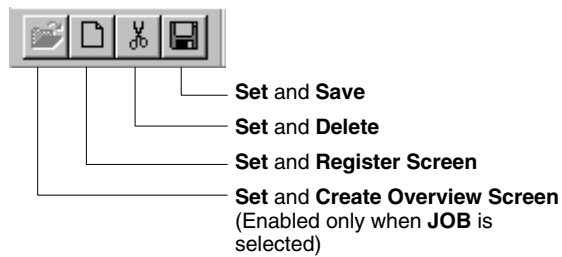 Set and Save
Set and Delete
Set and Register Screen
Set and Create Overview Screen
(Enabled only when JOB is
selected)